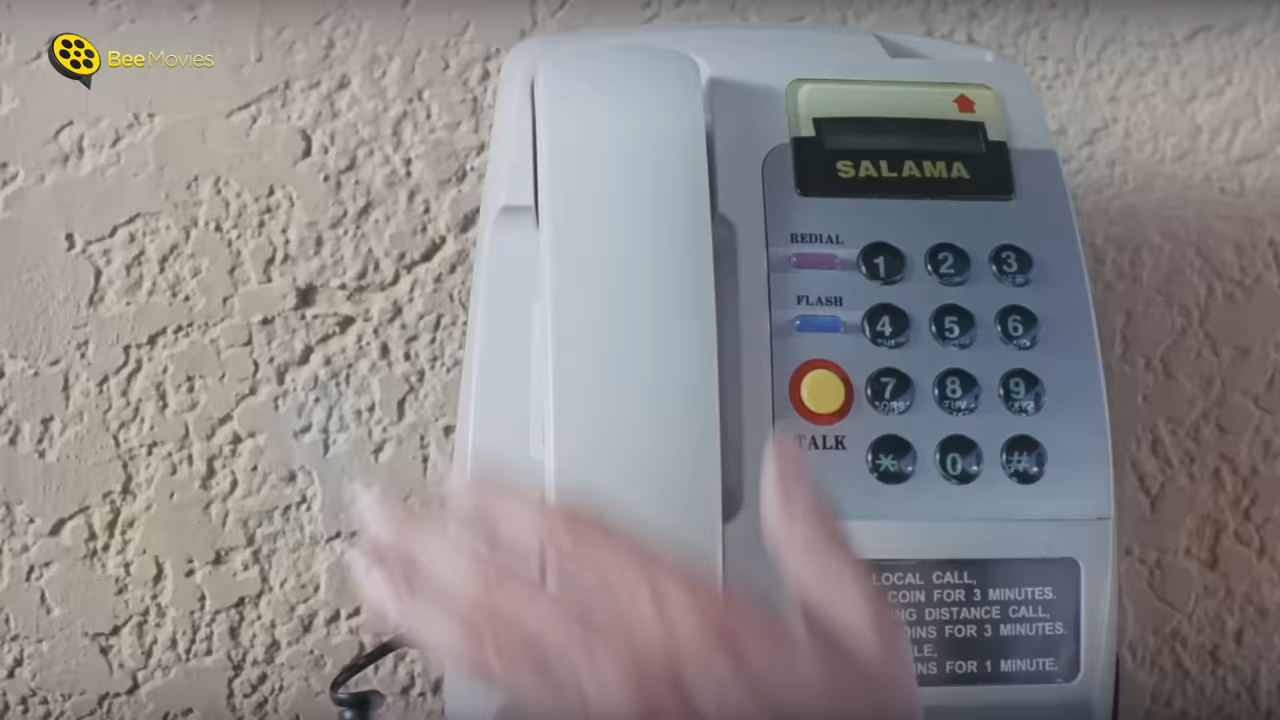 BeeMovies
SALAMA
REDIAL
FLASH
TALK
1 2 3
4 5 6
7 8 9
* 0 #
LOCAL CALL,
COIN FOR 3 MINUTES.
DISTANCE CALL,
FOR 3 MINUTES.
FOR 1 MINUTE.